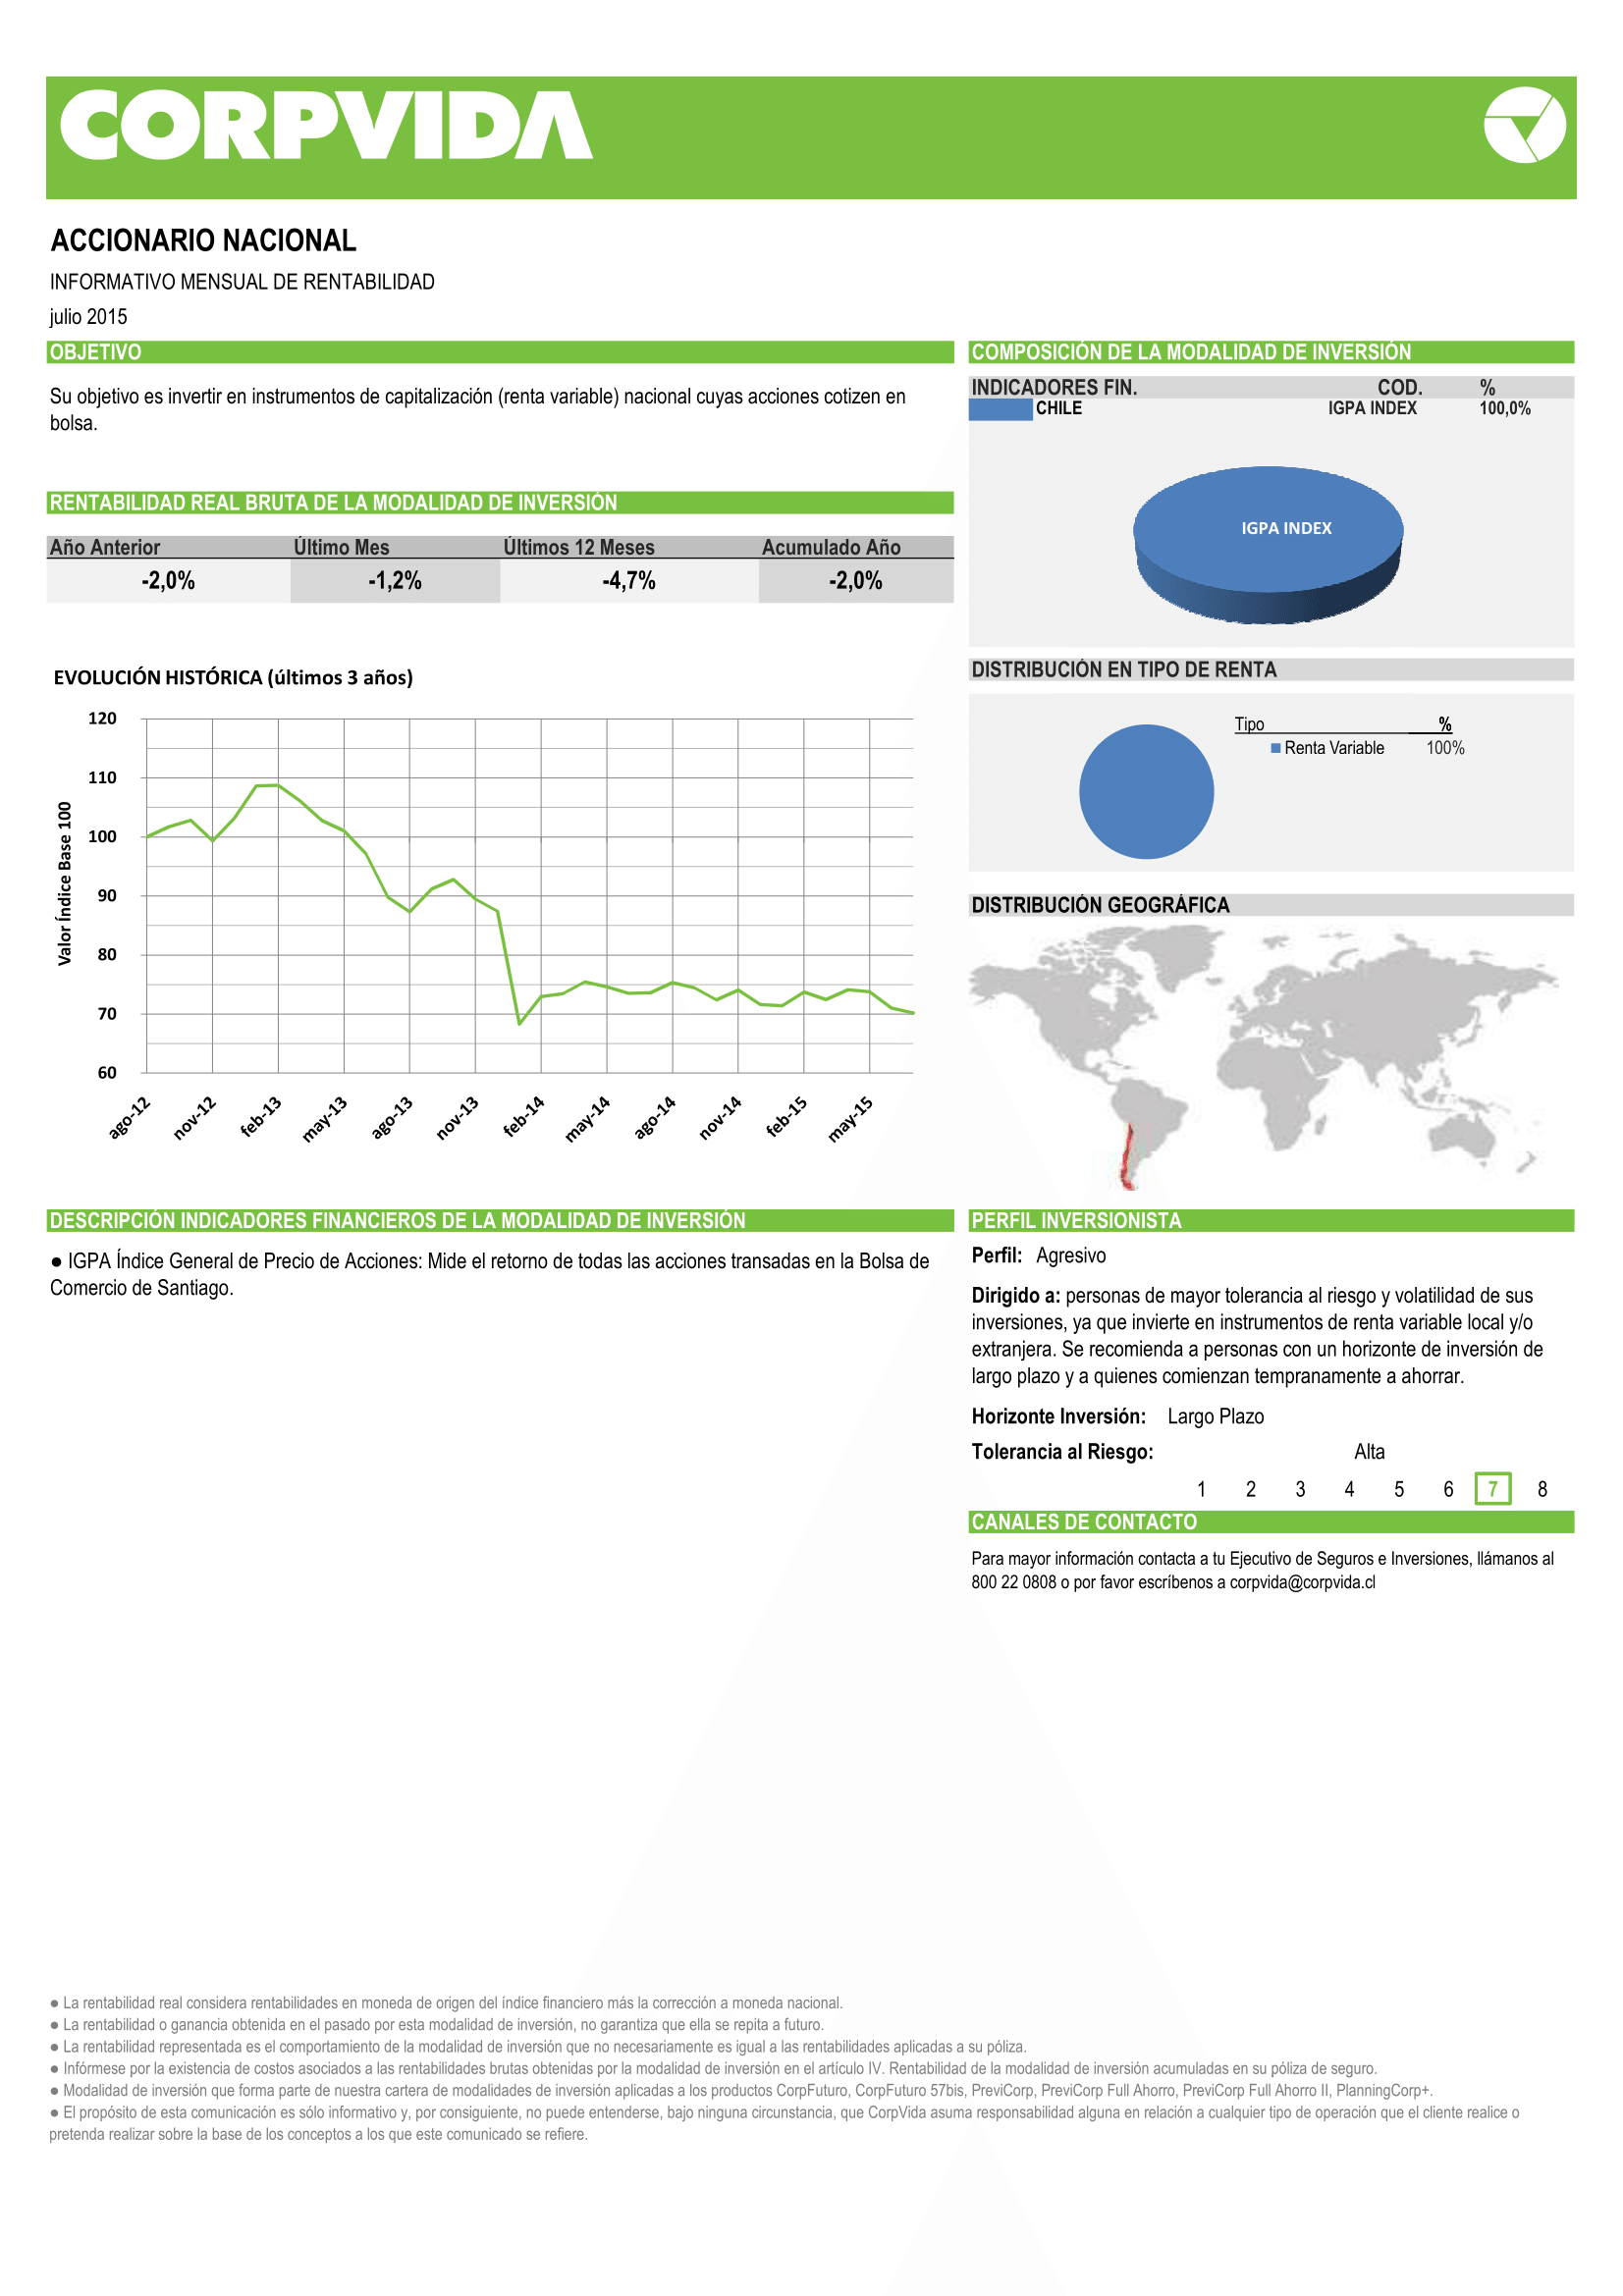 CORPVIDA
ACCIONARIO NACIONAL
INFORMATIVO MENSUAL DE RENTABILIDAD
julio 2015
OBJETIVO
Su objetivo es invertir en instrumentos de capitalización (renta variable) nacional cuyas acciones cotizen en
bolsa.
RENTABILIDAD REAL BRUTA DE LA MODALIDAD DE INVERSIÓN
Año Anterior Último Mes Últimos 12 Meses Acumulado Año
-2,0% -1,2% -4,7% -2,0%
EVOLUCIÓN HISTÓRICA (últimos 3 años)
Valor Índice Base 100
120
110
100
90
80
70
60
ago-12 nov-12 feb-13 may-13 ago-13 nov-13 feb-14 may-14 ago-14 nov-14 feb-15 may-15
DESCRIPCIÓN INDICADORES FINANCIEROS DE LA MODALIDAD DE INVERSIÓN
● IGPA Índice General de Precio de Acciones: Mide el retorno de todas las acciones transadas en la Bolsa de
Comercio de Santiago.
COMPOSICIÓN DE LA MODALIDAD DE INVERSIÓN
INDICADORES FIN. COD. %
CHILE IGPA INDEX 100,0%
IGPA INDEX
DISTRIBUCIÓN EN TIPO DE RENTA
Tipo %
Renta Variable 100%
DISTRIBUCIÓN GEOGRÁFICA
PERFIL INVERSIONISTA
Perfil: Agresivo
Dirigido a: personas de mayor tolerancia al riesgo y volatilidad de sus
inversiones, ya que invierte en instrumentos de renta variable local y/o
extranjera. Se recomienda a personas con un horizonte de inversión de
largo plazo y a quienes comienzan tempranamente a ahorrar.
Horizonte Inversión: Largo Plazo
Tolerancia al Riesgo: Alta
1 2 3 4 5 6 7 8
CANALES DE CONTACTO
Para mayor información contacta a tu Ejecutivo de Seguros e Inversiones, llámanos al
800 22 0808 o por favor escríbenos a corpvida@corpvida.cl
● La rentabilidad real considera rentabilidades en moneda de origen del índice financiero más la corrección a moneda nacional.
● La rentabilidad o ganancia obtenida en el pasado por esta modalidad de inversión, no garantiza que ella se repita a futuro.
● La rentabilidad representada es el comportamiento de la modalidad de inversión que no necesariamente es igual a las rentabilidades aplicadas a su póliza.
● Infórmese por la existencia de costos asociados a las rentabilidades brutas obtenidas por la modalidad de inversión en el artículo IV. Rentabilidad de la modalidad de inversión acumuladas en su póliza de seguro.
● Modalidad de inversión que forma parte de nuestra cartera de modalidades de inversión aplicadas a los productos CorpFuturo, CorpFuturo 57bis, PreviCorp, PreviCorp Full Ahorro, PreviCorp Full Ahorro II, PlanningCorp+.
● El propósito de esta comunicación es sólo informativo y, por consiguiente, no puede entenderse, bajo ninguna circunstancia, que CorpVida asuma responsabilidad alguna en relación a cualquier tipo de operación que el cliente realice o
pretenda realizar sobre la base de los conceptos a los que este comunicado se refiere.